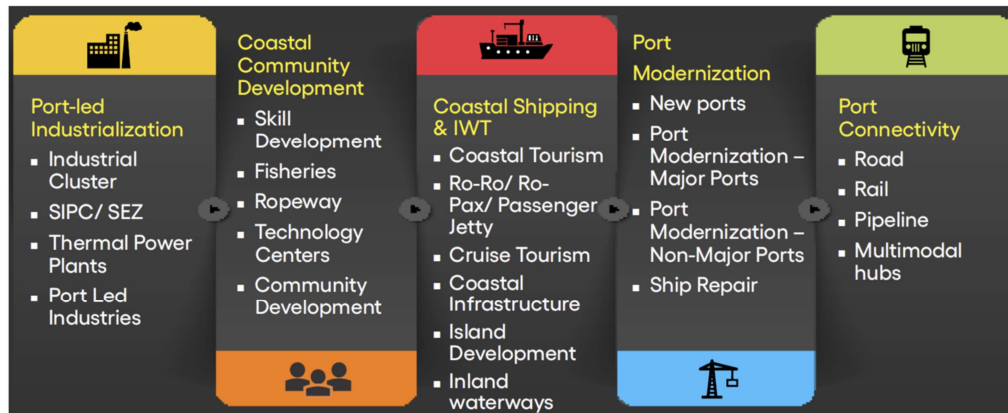 Port-led
Industrialization
▪ Industrial
Cluster
▪ SIPC/ SEZ
▪ Thermal Power
Plants
▪ Port Led
Industries
Coastal
Community
Development
▪ Skill
Development
▪ Fisheries
▪ Ropeway
▪ Technology
Centers
▪ Community
Development
Coastal Shipping
& IWT
▪ Coastal Tourism
▪ Ro-Ro/ Ro-
Pax/ Passenger
Jetty
▪ Cruise Tourism
▪ Coastal
Infrastructure
▪ Island
Development
▪ Inland
waterways
Port
Modernization
▪ New ports
▪ Port
Modernization –
Major Ports
▪ Port
Modernization –
Non-Major Ports
▪ Ship Repair
Port
Connectivity
▪ Road
▪ Rail
▪ Pipeline
▪ Multimodal
hubs